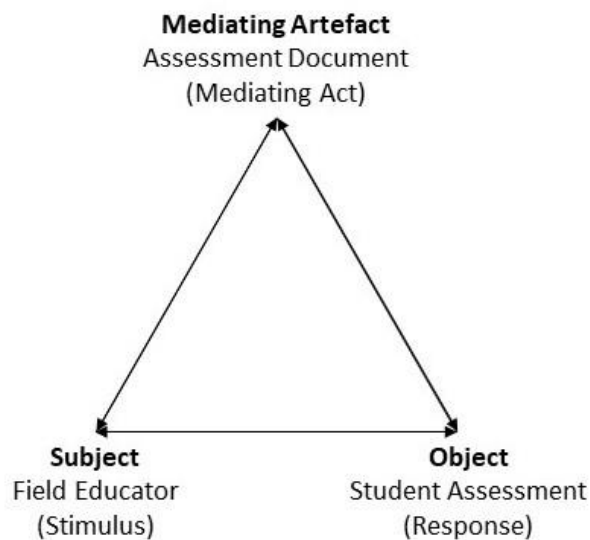 Mediating Artefact
Assessment Document
(Mediating Act)
Subject
Field Educator
(Stimulus)
Object
Student Assessment
(Response)